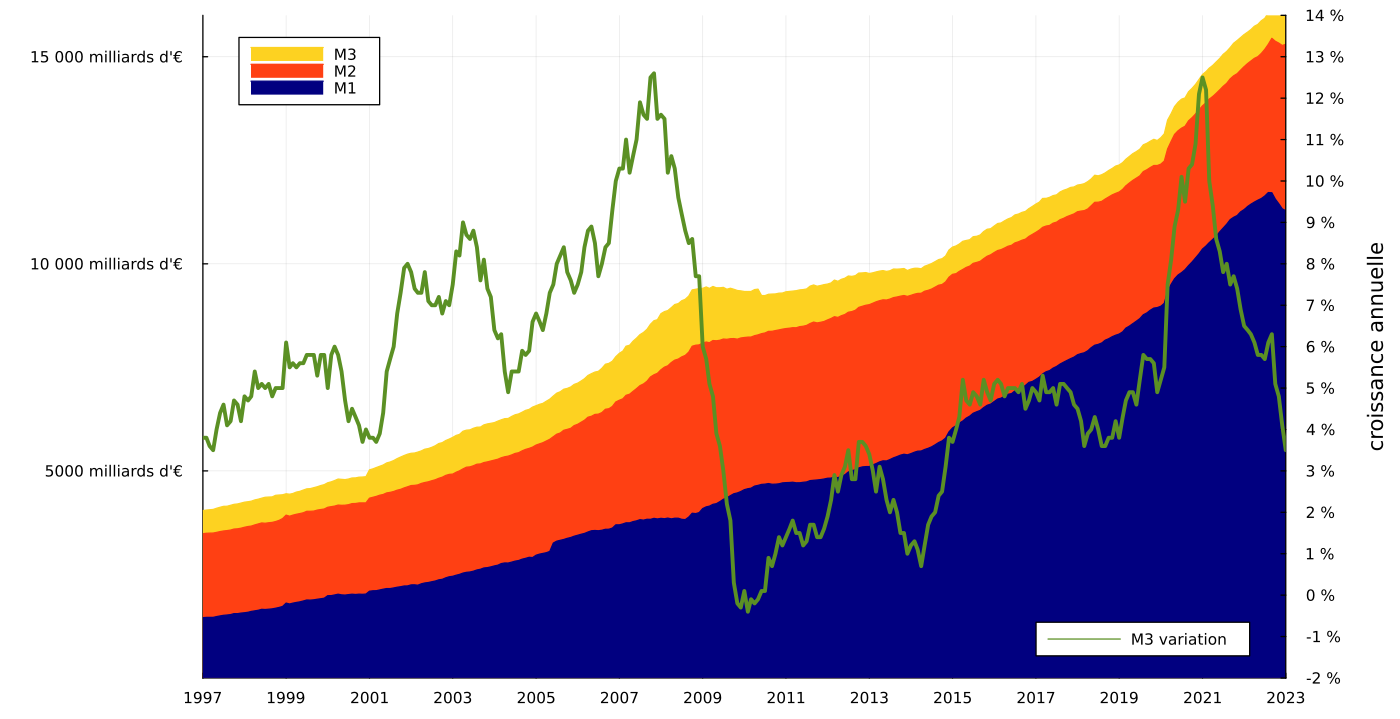 15 000 milliards d'€
10 000 milliards d'€
5000 milliards d'€
M3
M2
M1
14 %
13 %
12 %
11 %
10 %
9 %
8 %
7 %
6 %
5 %
4 %
3 %
2 %
1 %
0 %
-1 %
-2 %
croissance annuelle
M3 variation
1997 1999 2001 2003 2005 2007 2009 2011 2013 2015 2017 2019 2021 2023